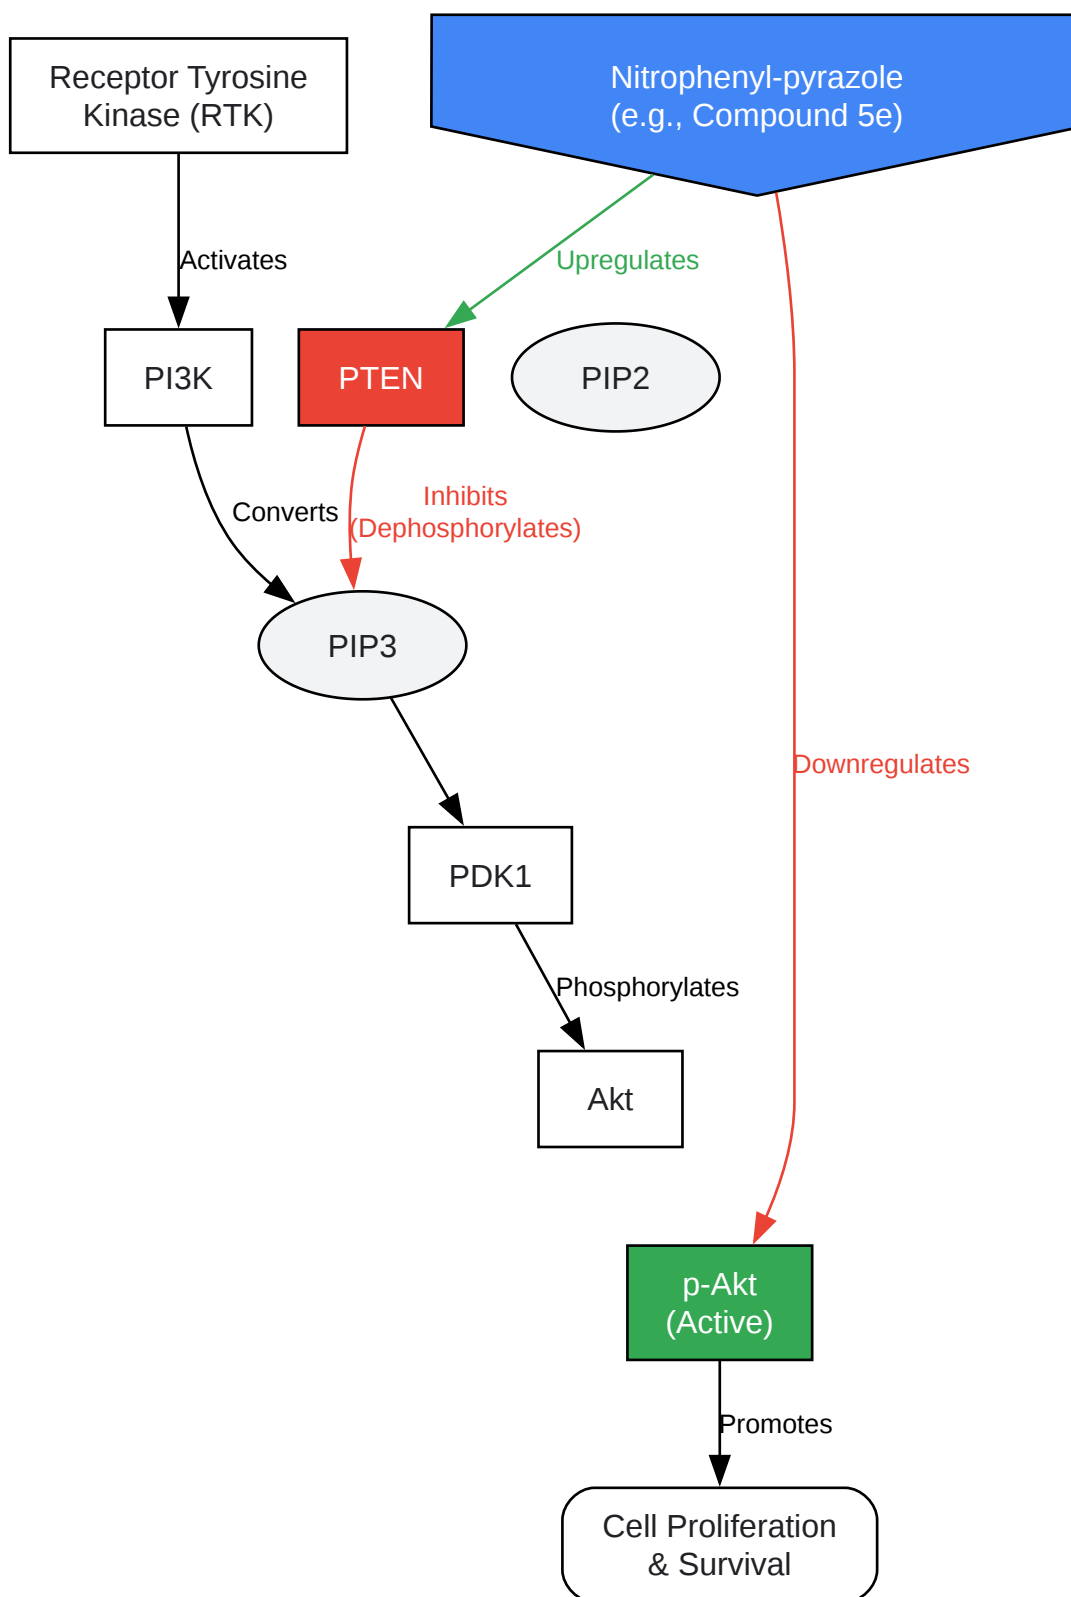 Receptor Tyrosine
Kinase (RTK)
Nitrophenyl-pyrazole
(e.g., Compound 5e)
Activates
Upregulates
PI3K
PTEN
PIP2
Converts
Inhibits
(Dephosphorylates)
PIP3
Downregulates
PDK1
Phosphorylates
Akt
p-Akt
(Active)
Promotes
Cell Proliferation
& Survival